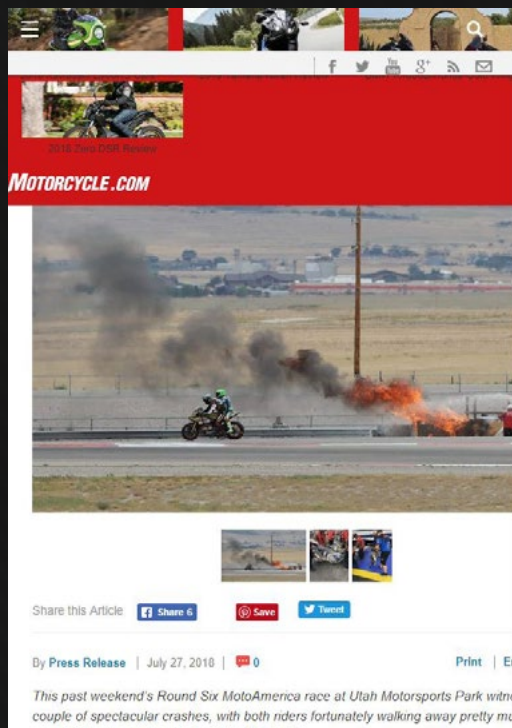 2018 Zero DSR Review
MOTORCYCLE.COM
Share this Article
Share 6
Save
Tweet
By Press Release | July 27, 2018 | 0
Print |
This past weekend's Round Six MotoAmerica race at Utah Motorsports Park
couple of spectacular crashes, with both riders fortunately walking away pretty